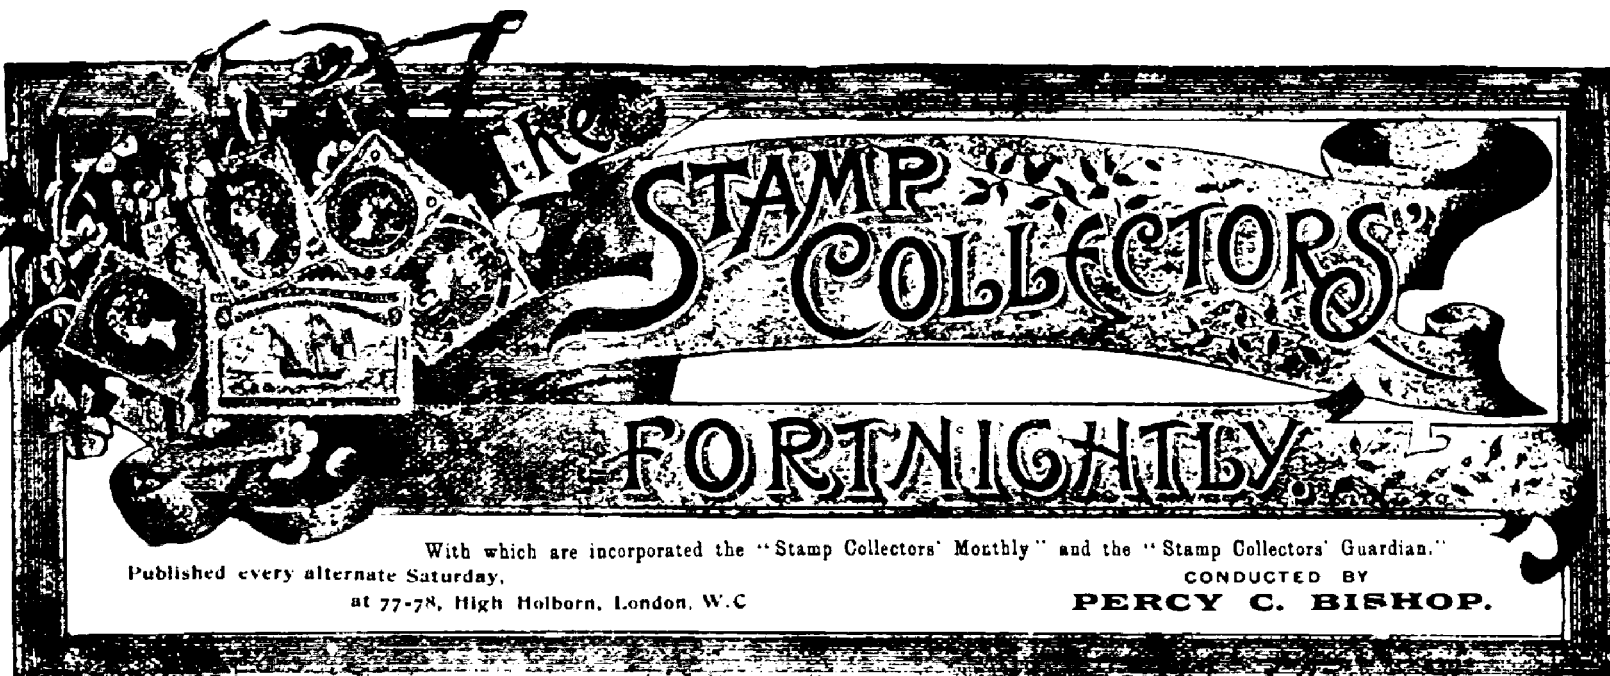 The
STAMP
COLLECTORS'
FORTNIGHTLY.
With which are incorporated the "Stamp Collectors' Monthly" and the "Stamp Collectors' Guardian."
Published every alternate Saturday,
at 77-78, High Holborn, London, W.C
CONDUCTED BY
PERCY C. BISHOP.